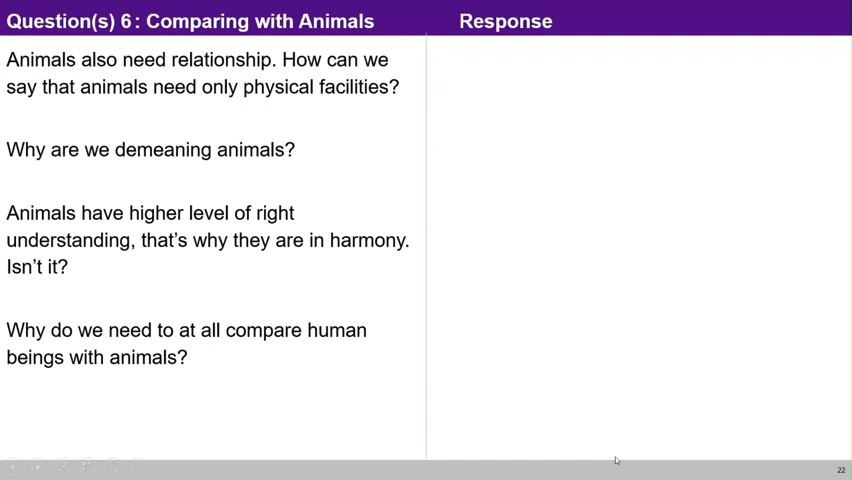 Question(s) 6: Comparing with Animals
Response
Animals also need relationship. How can we
say that animals need only physical facilities?
Why are we demeaning animals?
Animals have higher level of right
understanding, that's why they are in harmony.
Isn't it?
Why do we need to at all compare human
beings with animals?
22